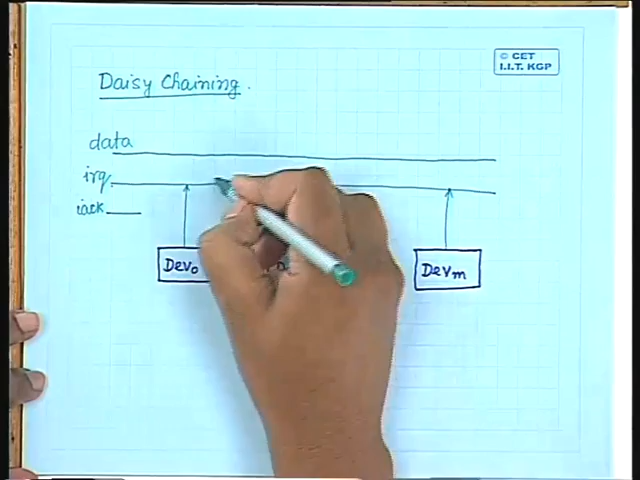 © CET
I.I.T. KGP
Daisy Chaining.
data
irq
iack
Dev₀
Devₘ